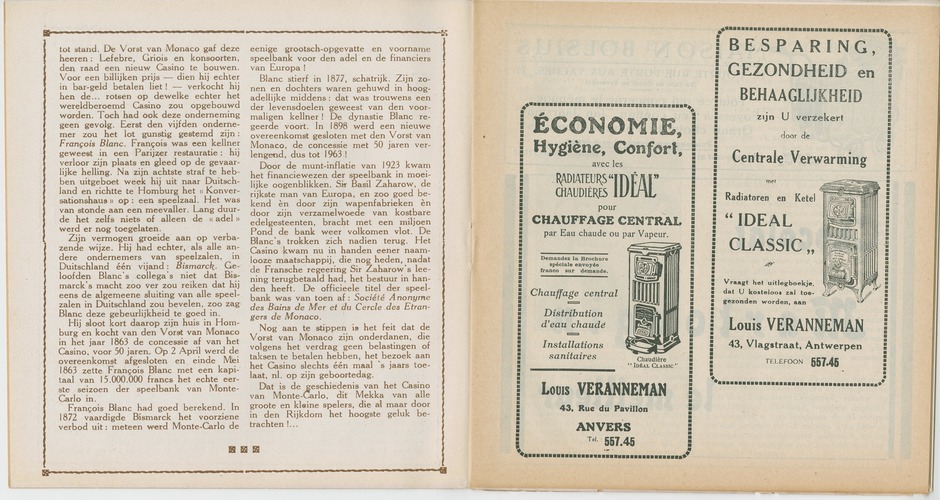 tot stand. De Vorst van Monaco gaf deze
heeren: Lefebre, Griois en konsoorten,
den raad een nieuw Casino te bouwen.
Voor een billijken prijs — dien hij echter
in bar-geld betalen liet! — verkocht hij
hen de... rotsen op dewelke echter het
wereldberoemd Casino zou opgebouwd
worden. Toch had ook deze onderneming
geen gevolg. Eerst den vijfden onderne-
mer zou het lot gunstig gestemd zijn:
François Blanc. François was een kellner
geweest in een Parijzer restauratie: hij
verloor zijn plaats en gleed op de gevaar-
lijke helling. Na zijn achtste straf te heb-
ben uitgeboet week hij uit naar Duitsch-
land en richtte te Homburg het « Konver-
sationshaus » op: een speelzaal. Het was
van stonde aan een meevaller. Lang duur-
de het zelfs niets of alleen de « adel »
werd er nog toegelaten.
Zijn vermogen groeide aan op verba-
zende wijze. Hij had echter, als alle an-
dere ondernemers van speelzalen, in
Duitschland één vijand: Bismarck. Ge-
loofden Blanc's collega's niet dat Bis-
marck's macht zoo ver zou reiken dat hij
eens de algemeene sluiting van alle speel-
zalen in Duitschland zou bevelen, zoo zag
Blanc deze gebeurlijkheid te goed in.
Hij sloot kort daarop zijn huis in Hom-
burg en kocht van den Vorst van Monaco
in het jaar 1863 de concessie af van het
Casino, voor 50 jaren. Op 2 April werd de
overeenkomst afgesloten en einde Mei
1863 zette François Blanc met een kapi-
taal van 15.000.000 francs het echte eer-
ste seizoen der speelbank van Monte-
Carlo in.
François Blanc had goed berekend. In
1872 vaardigde Bismarck het voorziene
verbod uit: meteen werd Monte-Carlo de
eenige grootsch-opgevatte en voorname
speelbank voor den adel en de financiers
van Europa!
Blanc stierf in 1877, schatrijk. Zijn zo-
nen en dochters waren gehuwd in hoog-
adellijke middens: dat was trouwens een
der levensdoelen geweest van den voor-
maligen kellner! De dynastie Blanc re-
geerde voort. In 1898 werd een nieuwe
overeenkomst gesloten met den Vorst van
Monaco, de concessie met 50 jaren ver-
lengend, dus tot 1963!
Door de munt-inflatie van 1923 kwam
het financiewezen der speelbank in moei-
lijke oogenblikken. Sir Basil Zaharow, de
rijkste man van Europa, en zoo goed be-
kend èn door zijn wapenfabrieken èn
door zijn verzamelwoede van kostbare
edelgesteenten, bracht met een miljoen
Pond de bank weer volkomen vlot. De
Blanc's trokken zich nadien terug. Het
Casino kwam nu in handen eener naam-
looze maatschappij, die nog heden, nadat
de Fransche regeering Sir Zaharow's lee-
ning terugbetaald had, het bestuur in han-
den heeft. De officieele titel der speel-
bank was van toen af: Société Anonyme
des Bains de Mer et du Cercle des Etran-
gers de Monaco.
Nog aan te stippen is het feit dat de
Vorst van Monaco zijn onderdanen, die
volgens het verdrag geen belastingen of
taksen te betalen hebben, het bezoek aan
het Casino slechts één maal 's jaars toe-
laat, nl. op zijn geboortedag.
Dat is de geschiedenis van het Casino
van Monte-Carlo, dit Mekka van alle
groote en kleine spelers, die al maar door
in den Rijkdom het hoogste geluk be-
trachten!...
ÉCONOMIE,
Hygiène, Confort,
avec les
RADIATEURS "IDÉAL"
CHAUDIÈRES
pour
CHAUFFAGE CENTRAL
par Eau chaude ou par Vapeur.
Demandez la Brochure
spéciale envoyée
franco sur demande.
Chauffage central
Distribution
d'eau chaude
Installations
sanitaires
Chaudière
"IDÉAL CLASSIC"
Louis VERANNEMAN
43, Rue du Pavillon
ANVERS
Tel. 557.45
BESPARING,
GEZONDHEID en
BEHAAGLIJKHEID
zijn U verzekert
door de
Centrale Verwarming
met
Radiatoren en Ketel
"IDEAL
CLASSIC„
Vraagt het uitlegboekje,
dat U kosteloos zal toe-
gezonden worden, aan
Louis VERANNEMAN
43, Vlagstraat, Antwerpen
TELEFOON 557.45